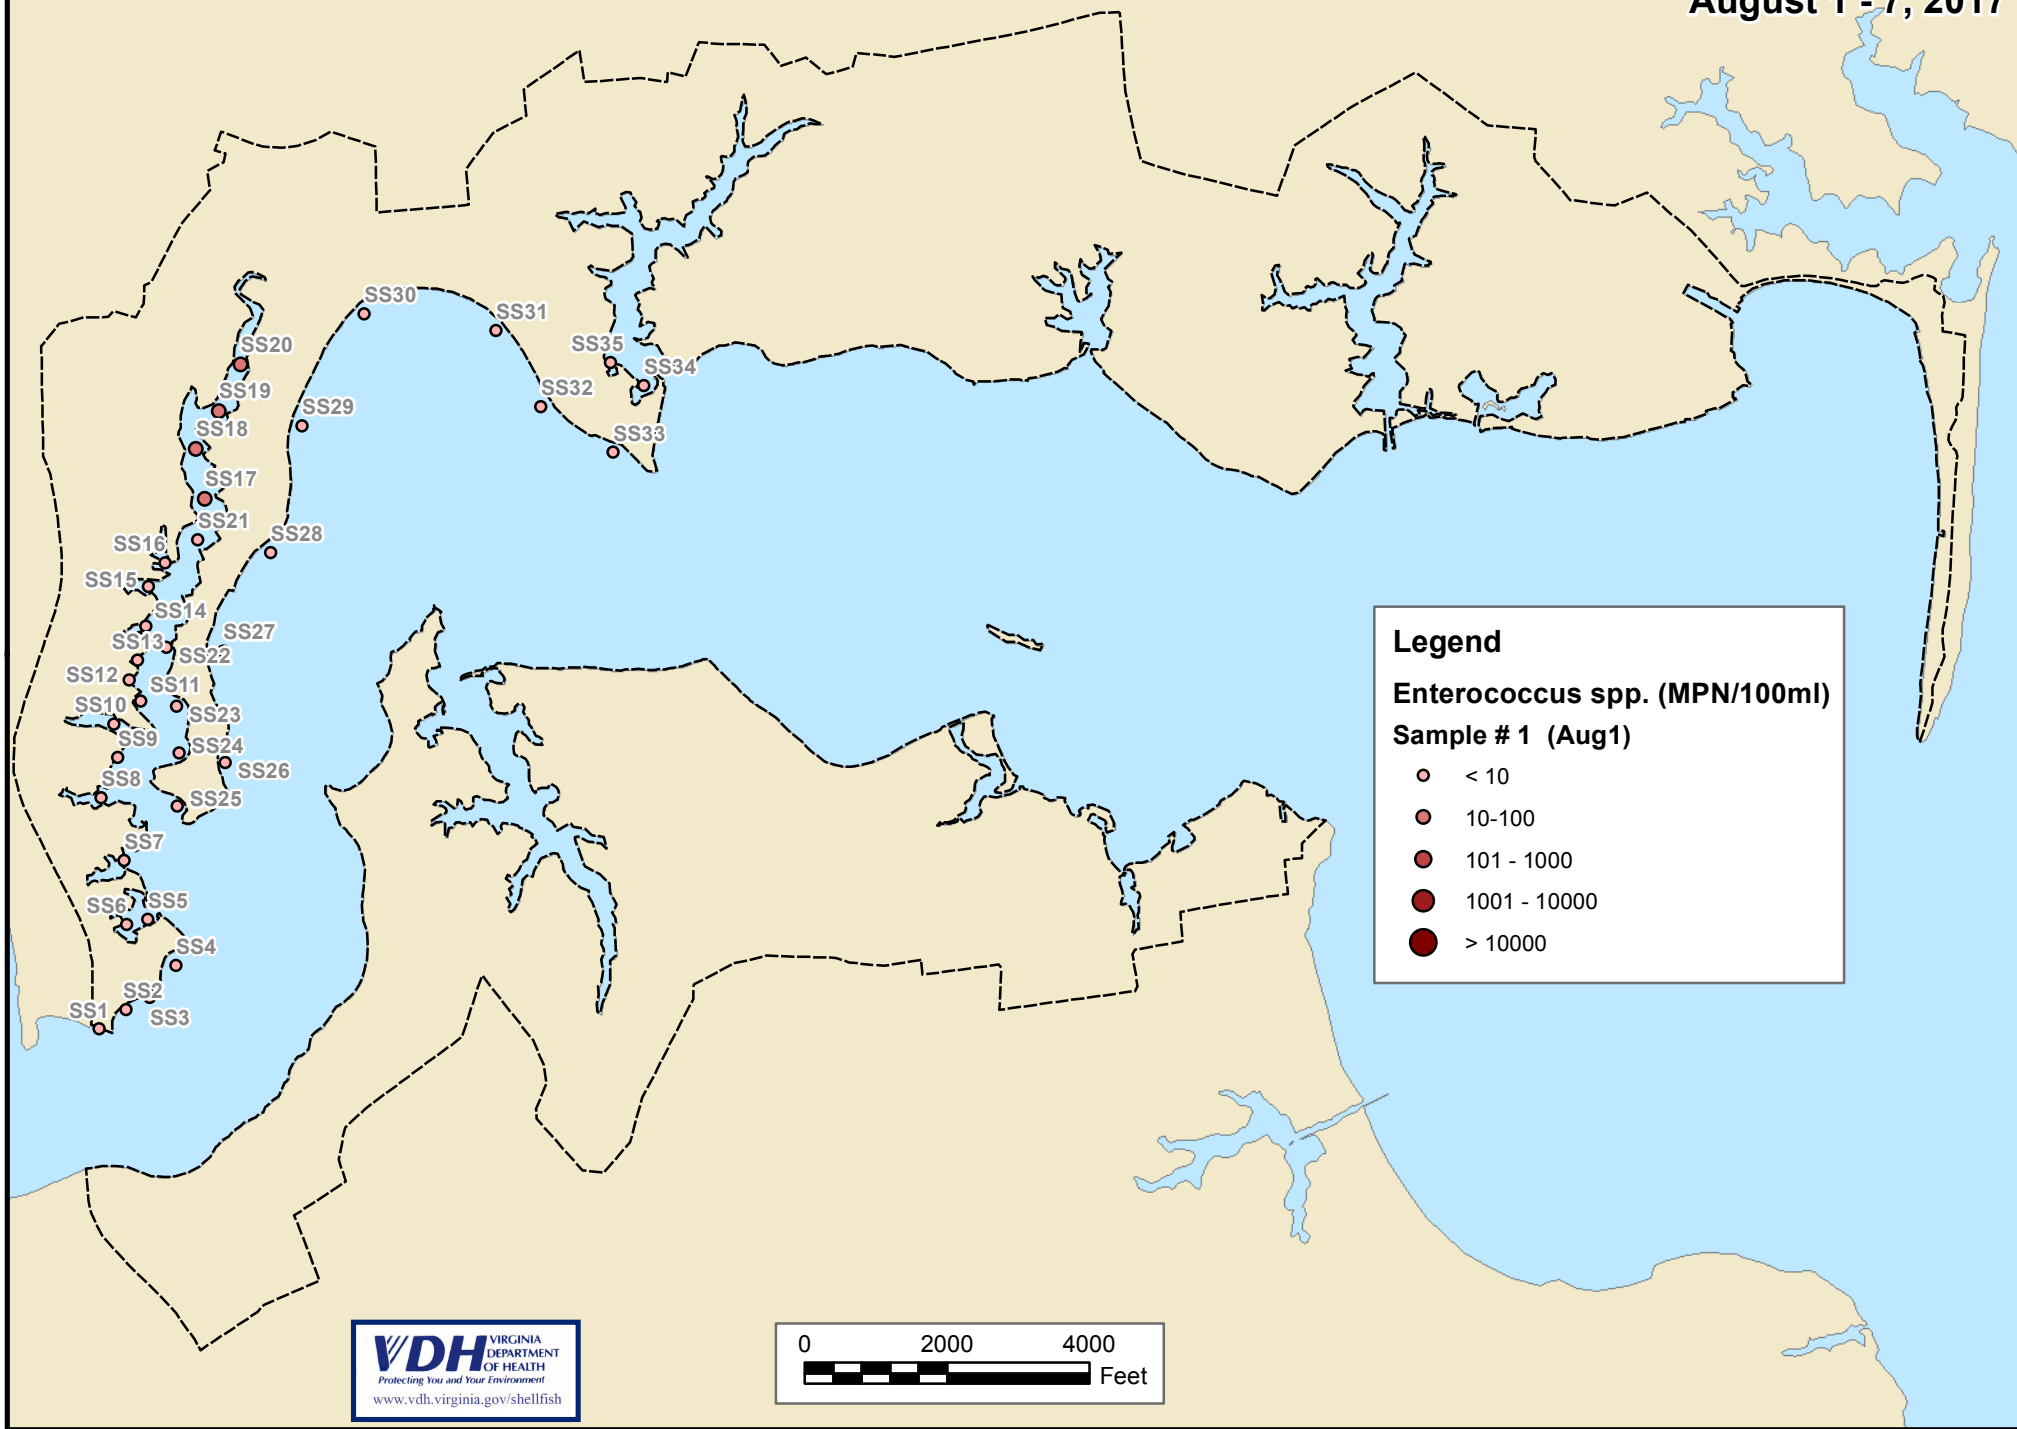 August 1 - 7, 2017
SS30
SS31
SS20
SS35
SS34
SS19
SS32
SS29
SS18
SS33
SS17
SS21
SS28
SS16
SS15
SS14
SS27
SS13
SS22
SS12
SS11
SS10
SS23
SS9
SS24
SS26
SS8
SS25
SS7
SS6
SS5
SS4
SS2
SS1
SS3
Legend
Enterococcus spp. (MPN/100ml)
Sample # 1 (Aug1)
< 10
10-100
101 - 1000
1001 - 10000
> 10000
VDH VIRGINIA
DEPARTMENT
OF HEALTH
Protecting You and Your Environment
www.vdh.virginia.gov/shellfish
0 2000 4000
Feet